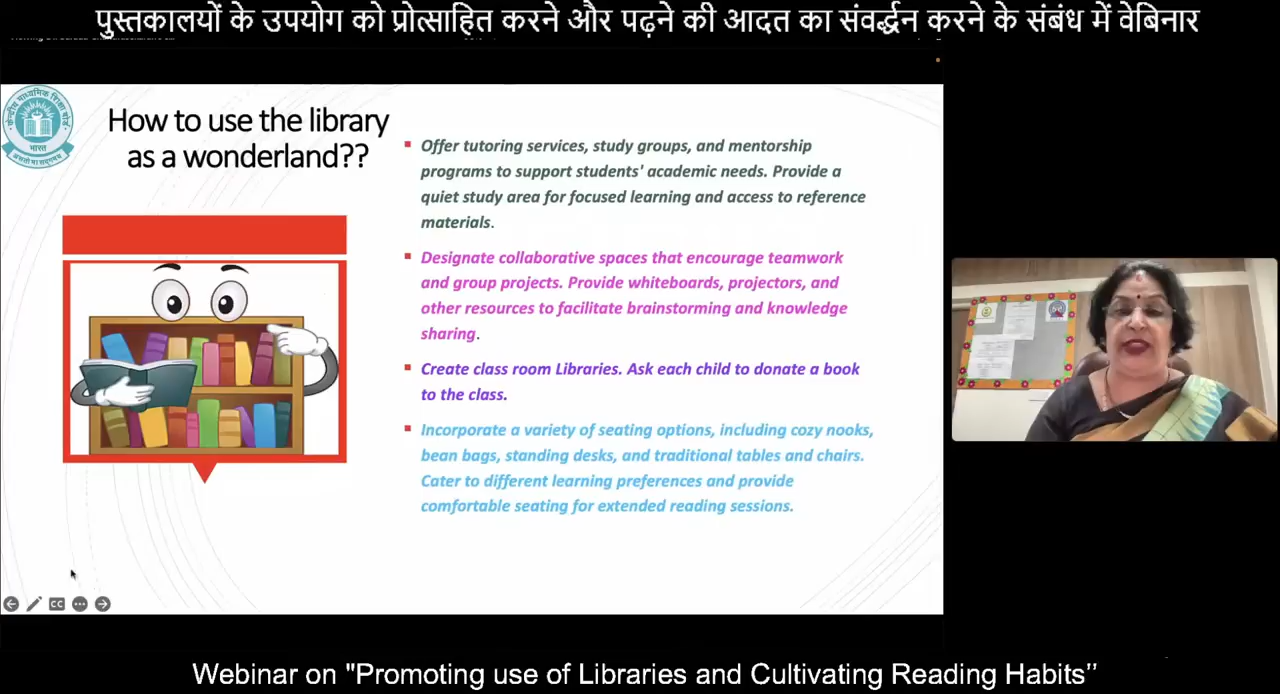 पुस्तकालयों के उपयोग को प्रोत्साहित करने और पढ़ने की आदत का संवर्द्धन करने के संबंध में वेबिनार
केन्द्रीय माध्यमिक शिक्षा बोर्ड
भारत
असतो मा सद्गमय
How to use the library
as a wonderland??
Offer tutoring services, study groups, and mentorship
programs to support students' academic needs. Provide a
quiet study area for focused learning and access to reference
materials.
Designate collaborative spaces that encourage teamwork
and group projects. Provide whiteboards, projectors, and
other resources to facilitate brainstorming and knowledge
sharing.
Create class room Libraries. Ask each child to donate a book
to the class.
Incorporate a variety of seating options, including cozy nooks,
bean bags, standing desks, and traditional tables and chairs.
Cater to different learning preferences and provide
comfortable seating for extended reading sessions.
CC
Webinar on "Promoting use of Libraries and Cultivating Reading Habits’’